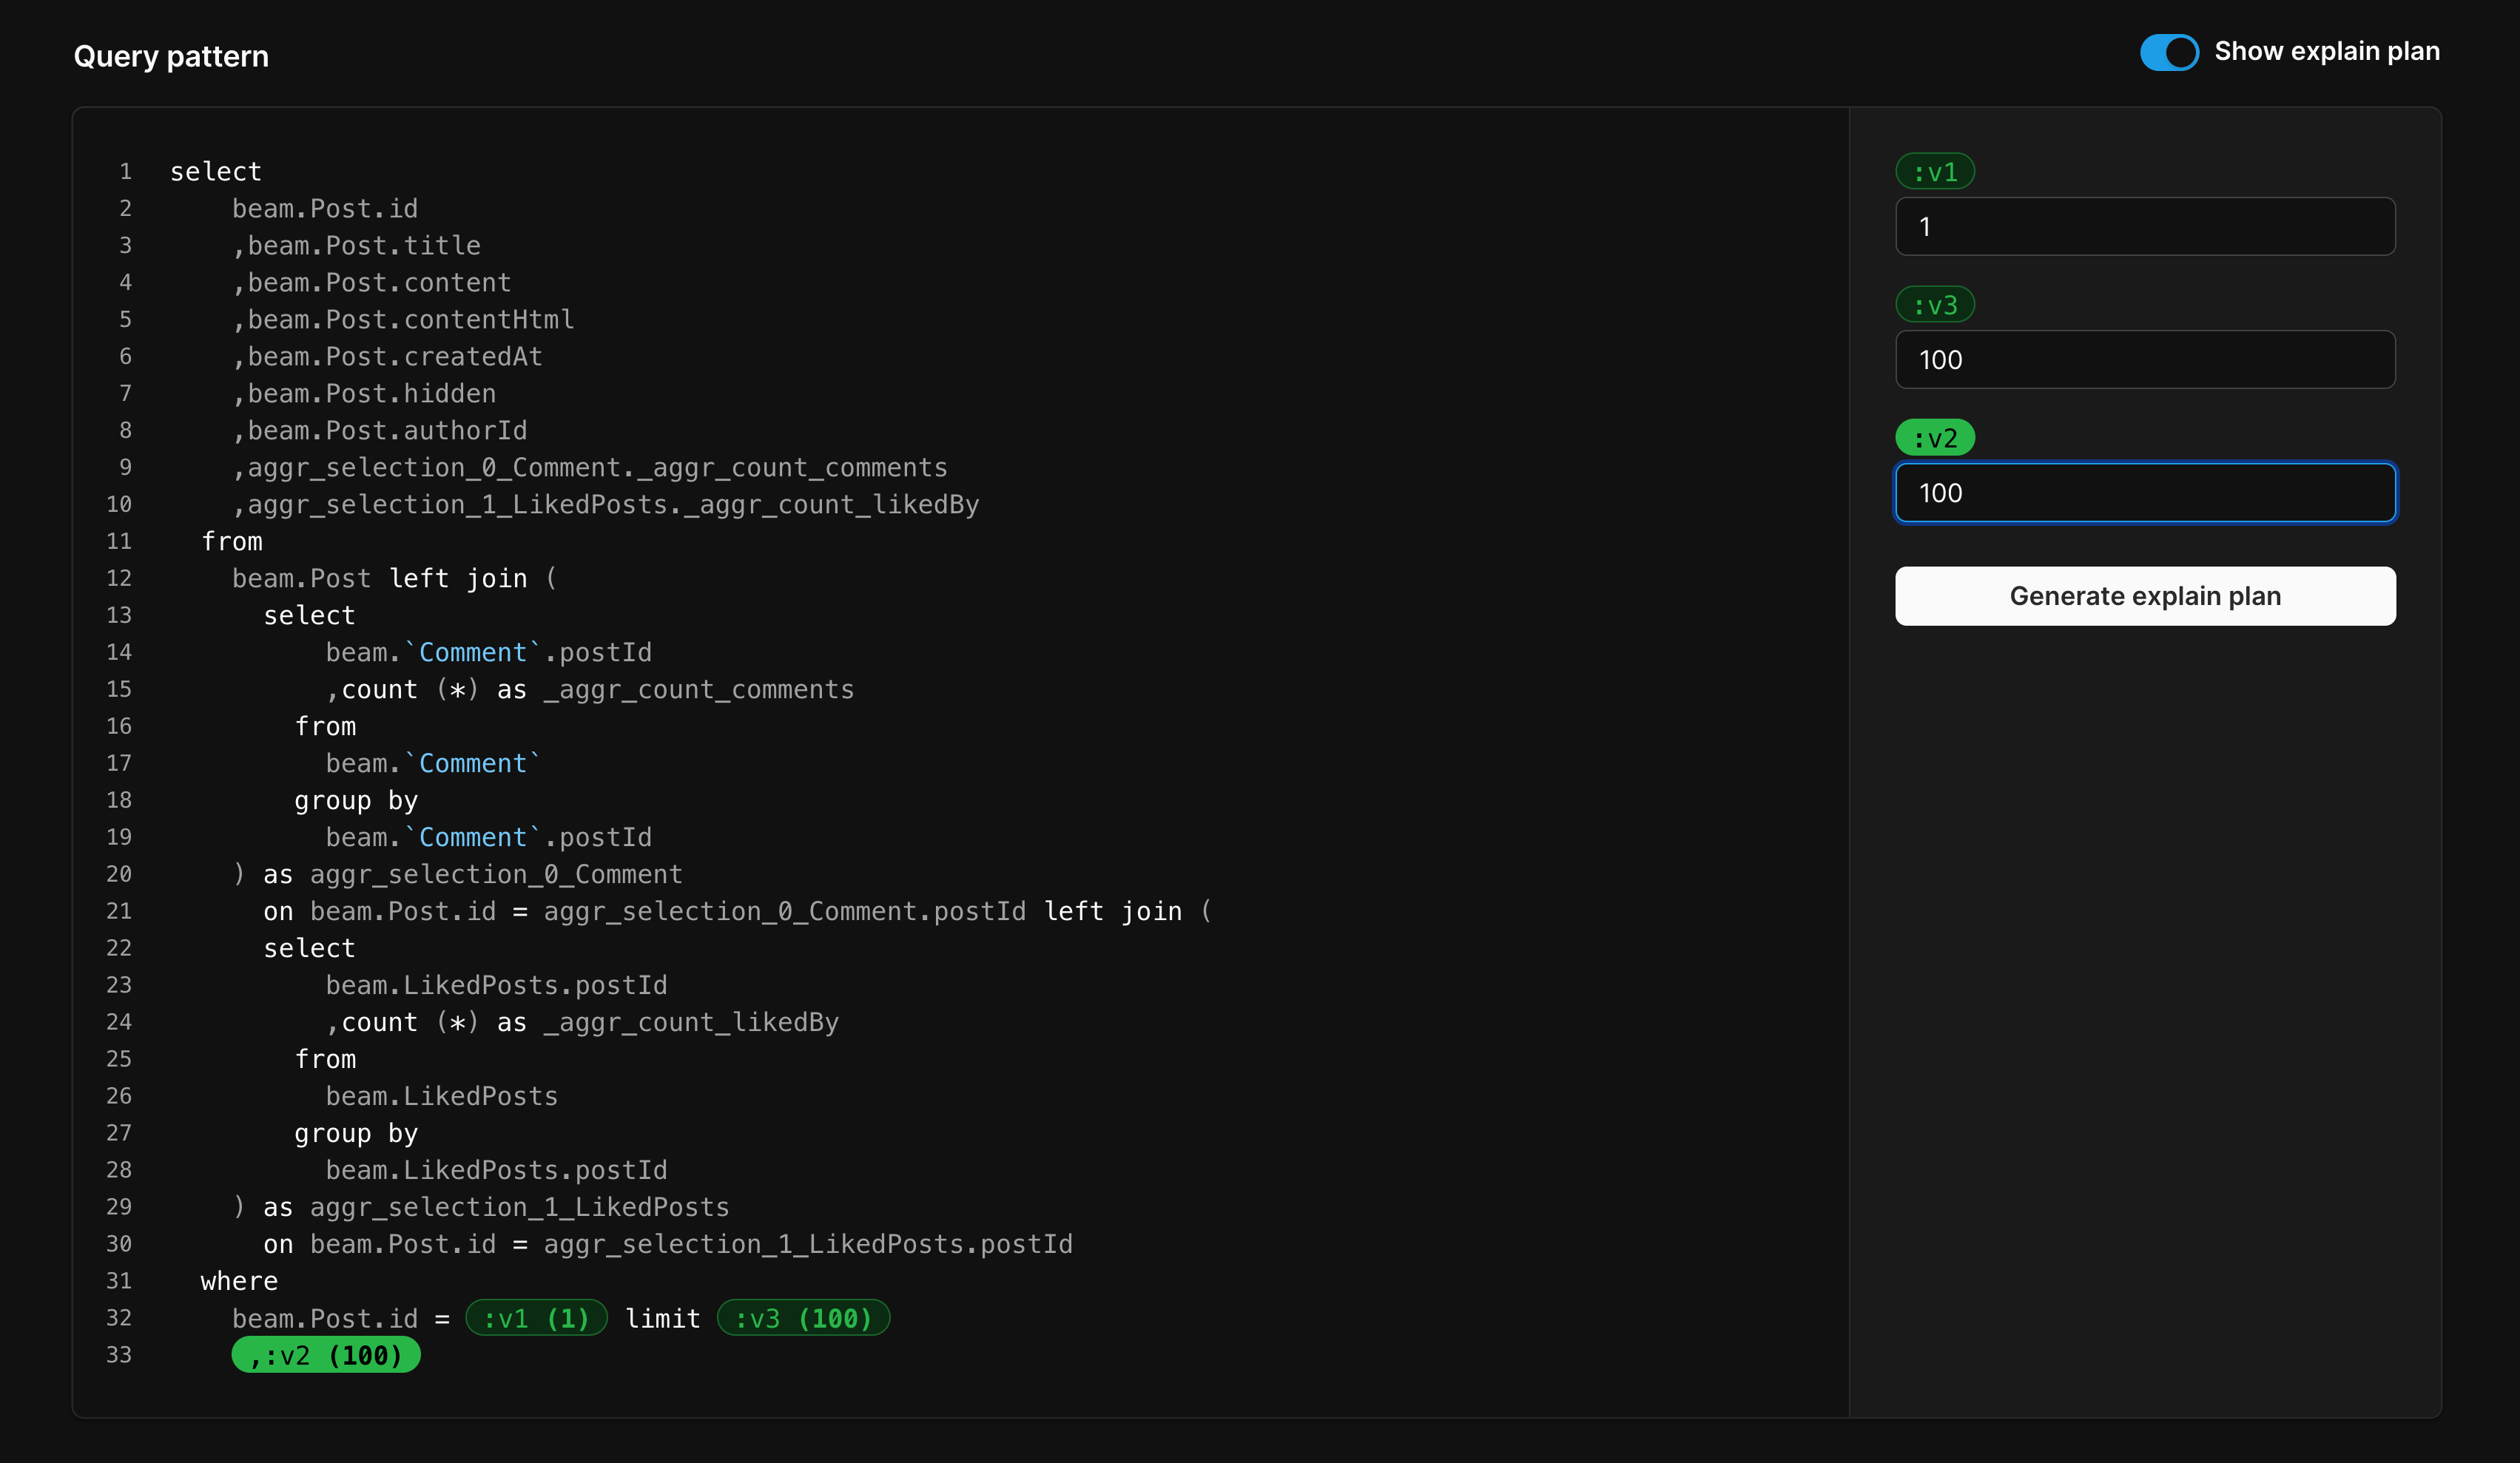 Query pattern
Show explain plan
1 select
2 beam.Post.id
3 ,beam.Post.title
4 ,beam.Post.content
5 ,beam.Post.contentHtml
6 ,beam.Post.createdAt
7 ,beam.Post.hidden
8 ,beam.Post.authorId
9 ,aggr_selection_0_Comment._aggr_count_comments
10 ,aggr_selection_1_LikedPosts._aggr_count_likedBy
11 from
12 beam.Post left join (
13 select
14 beam.`Comment`.postId
15 ,count (*) as _aggr_count_comments
16 from
17 beam.`Comment`
18 group by
19 beam.`Comment`.postId
20 ) as aggr_selection_0_Comment
21 on beam.Post.id = aggr_selection_0_Comment.postId left join (
22 select
23 beam.LikedPosts.postId
24 ,count (*) as _aggr_count_likedBy
25 from
26 beam.LikedPosts
27 group by
28 beam.LikedPosts.postId
29 ) as aggr_selection_1_LikedPosts
30 on beam.Post.id = aggr_selection_1_LikedPosts.postId
31 where
32 beam.Post.id = :v1 (1) limit :v3 (100)
33 ,:v2 (100)
:v1
1
:v3
100
:v2
100
Generate explain plan